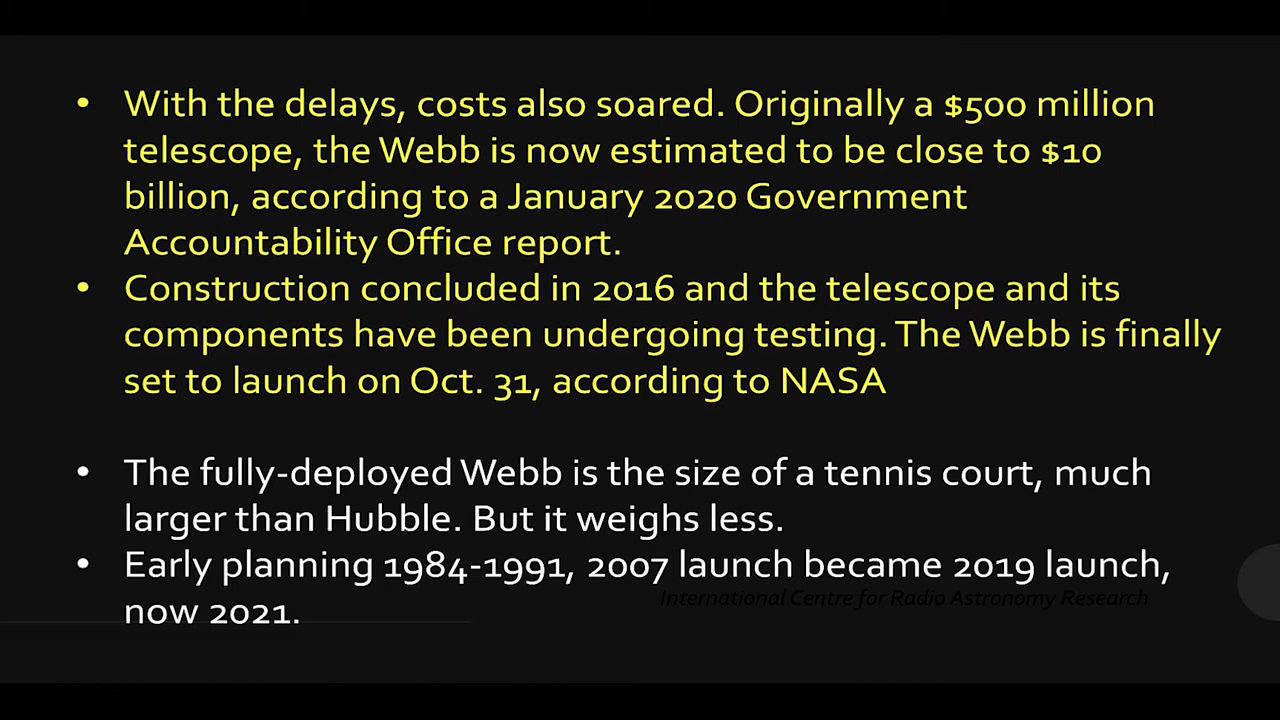 • With the delays, costs also soared. Originally a $500 million
telescope, the Webb is now estimated to be close to $10
billion, according to a January 2020 Government
Accountability Office report.
• Construction concluded in 2016 and the telescope and its
components have been undergoing testing. The Webb is finally
set to launch on Oct. 31, according to NASA
• The fully-deployed Webb is the size of a tennis court, much
larger than Hubble. But it weighs less.
• Early planning 1984-1991, 2007 launch became 2019 launch,
now 2021.
International Centre for Radio Astronomy Research